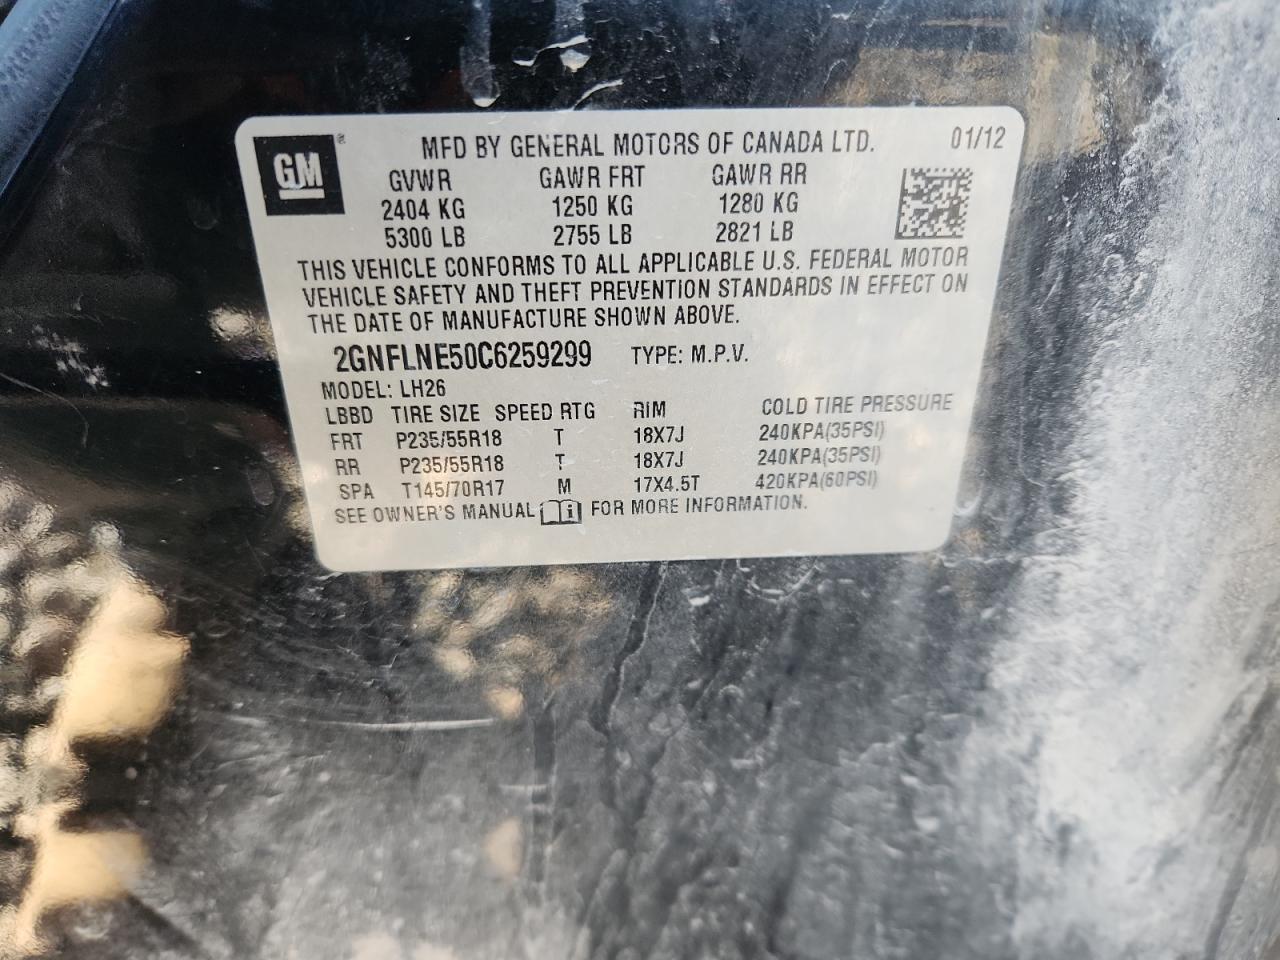 GM ® MFD BY GENERAL MOTORS OF CANADA LTD. 01/12
GVWR GAWR FRT GAWR RR
2404 KG 1250 KG 1280 KG
5300 LB 2755 LB 2821 LB
THIS VEHICLE CONFORMS TO ALL APPLICABLE U.S. FEDERAL MOTOR
VEHICLE SAFETY AND THEFT PREVENTION STANDARDS IN EFFECT ON
THE DATE OF MANUFACTURE SHOWN ABOVE.
2GNFLNE50C6259299 TYPE: M.P.V.
MODEL: LH26
LBBD TIRE SIZE SPEED RTG RIM COLD TIRE PRESSURE
FRT P235/55R18 T 18X7J 240KPA(35PSI)
RR P235/55R18 T 18X7J 240KPA(35PSI)
SPA T145/70R17 M 17X4.5T 420KPA(60PSI)
SEE OWNER'S MANUAL i FOR MORE INFORMATION.